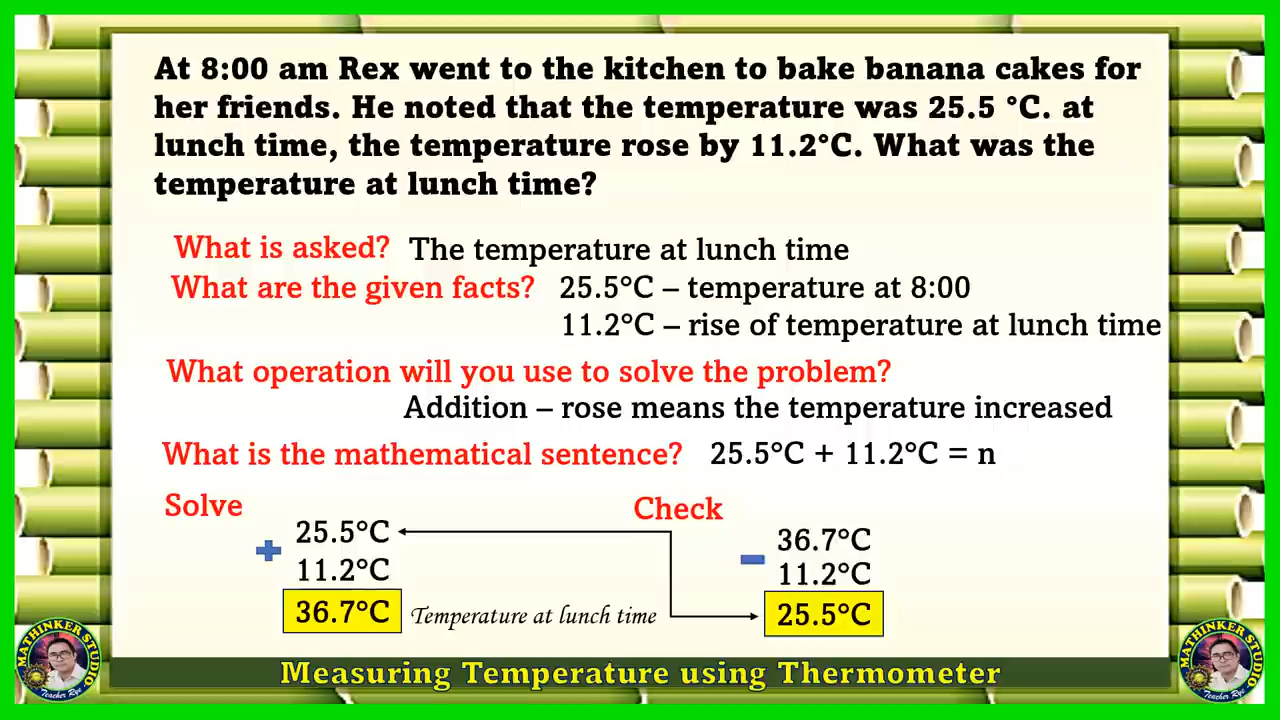 At 8:00 am Rex went to the kitchen to bake banana cakes for
her friends. He noted that the temperature was 25.5 °C. at
lunch time, the temperature rose by 11.2°C. What was the
temperature at lunch time?
What is asked? The temperature at lunch time
What are the given facts? 25.5°C – temperature at 8:00
11.2°C – rise of temperature at lunch time
What operation will you use to solve the problem?
Addition – rose means the temperature increased
What is the mathematical sentence? 25.5°C + 11.2°C = n
Solve
25.5°C
+ 11.2°C
36.7°C Temperature at lunch time
Check
36.7°C
– 11.2°C
25.5°C
MATHINKER STUDIO
Teacher Rye
Measuring Temperature using Thermometer
MATHINKER STUDIO
Teacher Rye